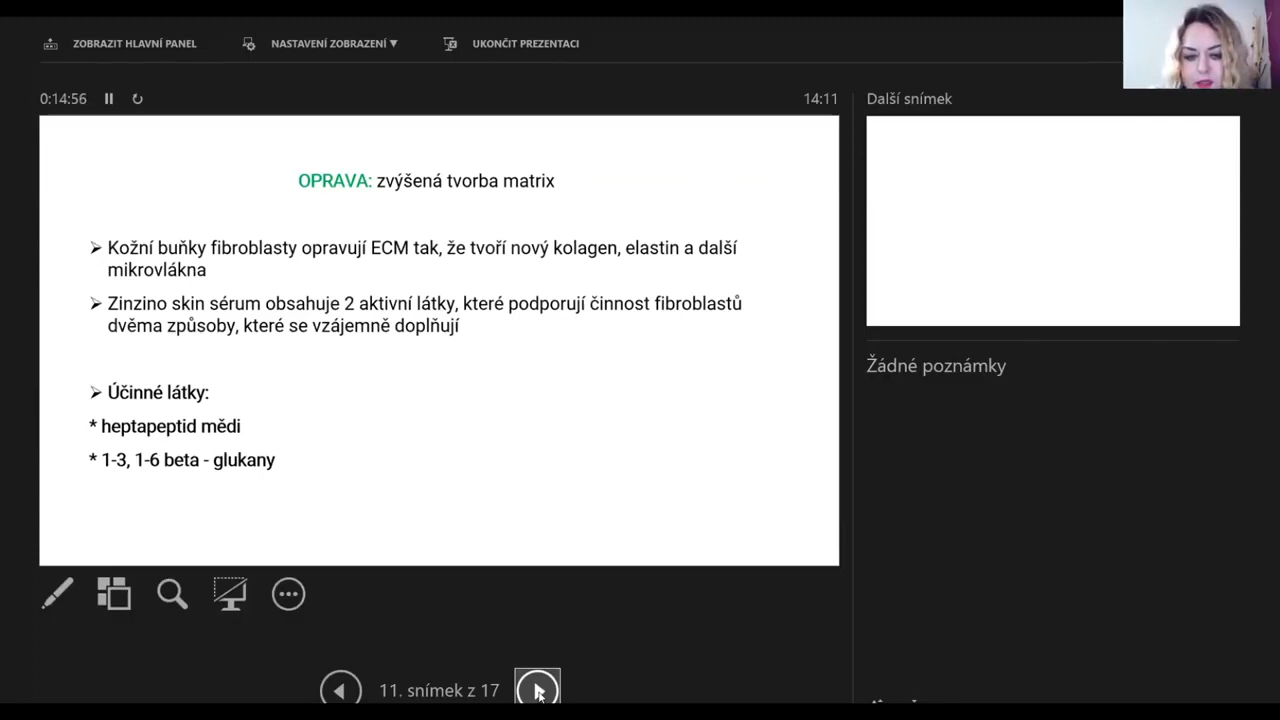 ZOBRAZIT HLAVNÍ PANEL
NASTAVENÍ ZOBRAZENÍ ▼
UKONČIT PREZENTACI
0:14:56
14:11
Další snímek
OPRAVA: zvýšená tvorba matrix
➢ Kožní buňky fibroblasty opravují ECM tak, že tvoří nový kolagen, elastin a další
mikrovlákna
➢ Zinzino skin sérum obsahuje 2 aktivní látky, které podporují činnost fibroblastů
dvěma způsoby, které se vzájemně doplňují
➢ Účinné látky:
* heptapeptid mědi
* 1-3, 1-6 beta - glukany
Žádné poznámky
11. snímek z 17